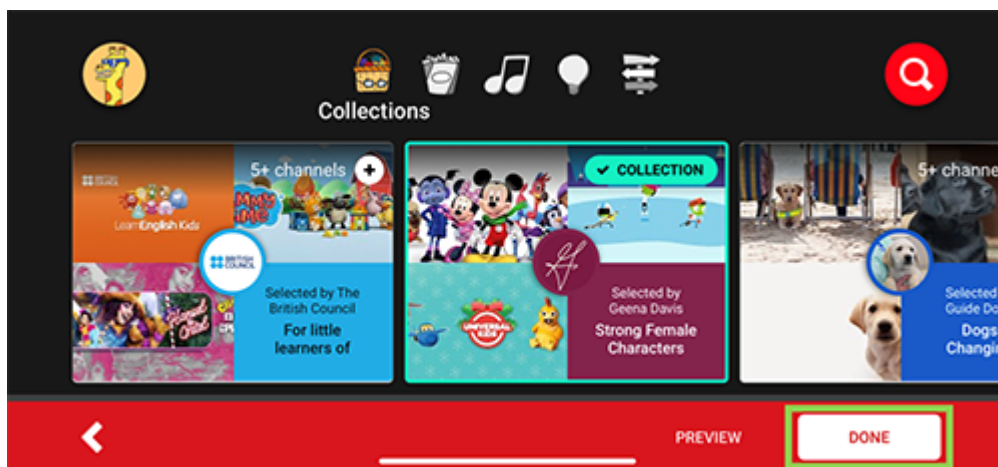 Collections
5+ channels
BRITISH
COUNCIL
LearnEnglish Kids
BRITISH
COUNCIL
Selected by The
British Council
For little
learners of
COLLECTION
UNIVERSAL
KIDS
Selected by
Geena Davis
Strong Female
Characters
5+ channe
Selected
Guide Do
Dogs
Changi
PREVIEW
DONE